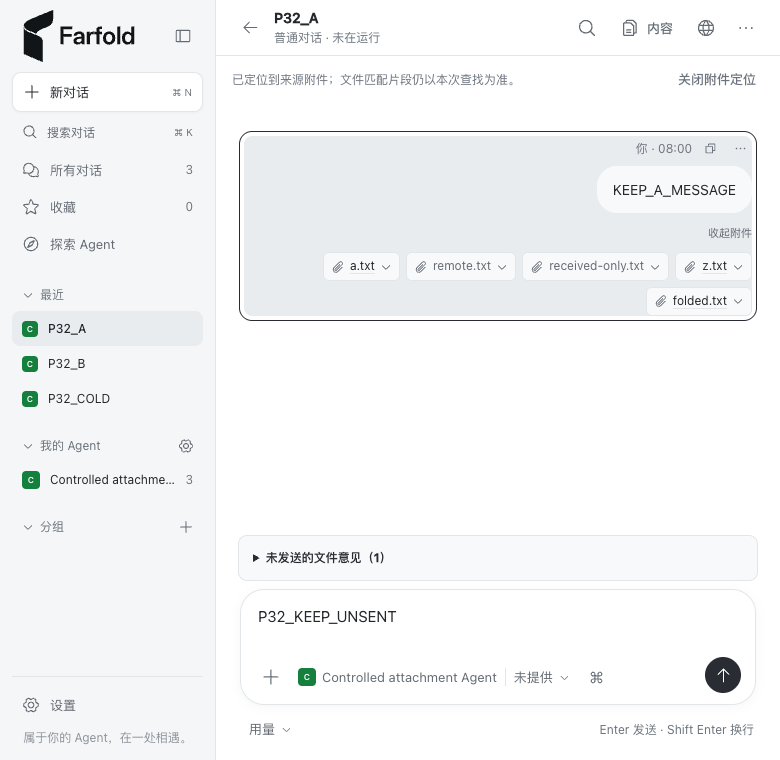 Farfold
新对话 ⌘ N
搜索对话 ⌘ K
所有对话 3
收藏 0
探索 Agent
最近
C P32_A
C P32_B
C P32_COLD
我的 Agent
C Controlled attachme... 3
分组
设置
属于你的 Agent，在一处相遇。
P32_A
普通对话 · 未在运行
内容
已定位到来源附件；文件匹配片段仍以本次查找为准。 关闭附件定位
你 · 08:00
KEEP_A_MESSAGE
收起附件
a.txt remote.txt received-only.txt z.txt
folded.txt
未发送的文件意见（1）
P32_KEEP_UNSENT
C Controlled attachment Agent 未提供 ⌘
用量 Enter 发送 · Shift Enter 换行